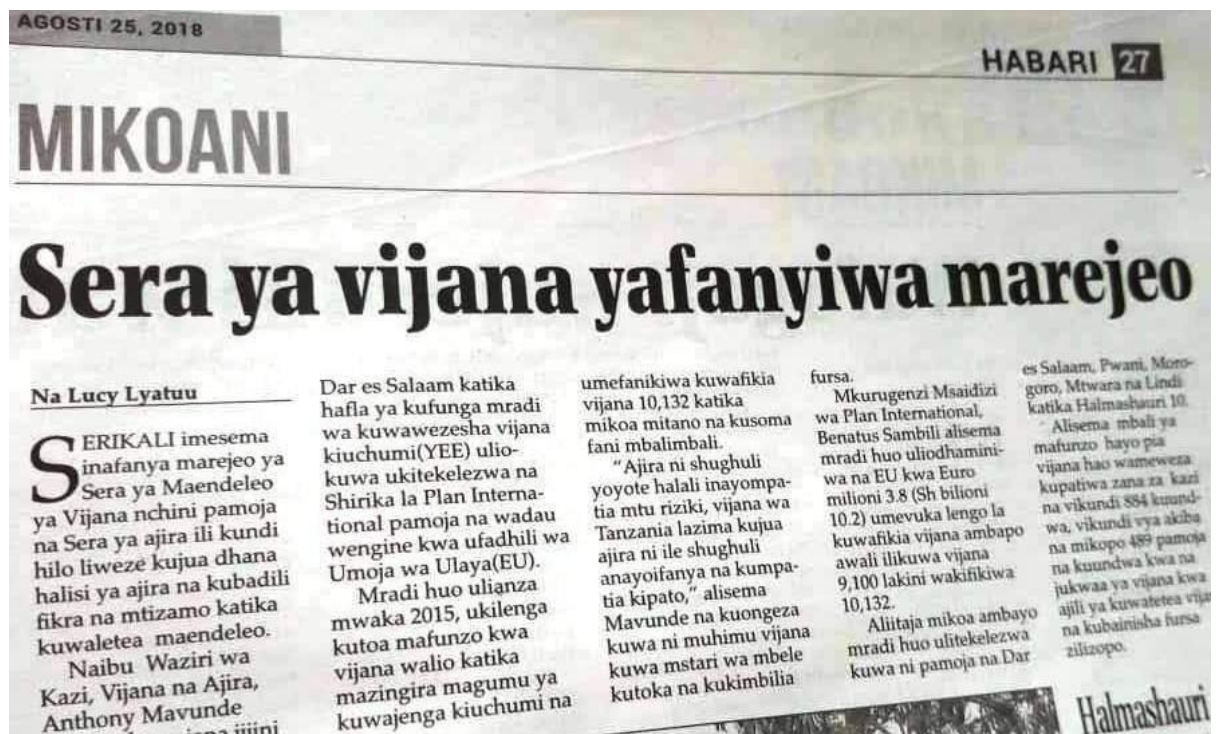 AGOSTI 25, 2018
HABARI 27
MIKOANI
Sera ya vijana yafanyiwa marejeo
Na Lucy Lyatuu
SERIKALI imesema
inafanya marejeo ya
Sera ya Maendeleo
ya Vijana nchini pamoja
na Sera ya ajira ili kundi
hilo liweze kujua dhana
halisi ya ajira na kubadili
fikra na mtizamo katika
kuwaletea maendeleo.
Naibu Waziri wa
Kazi, Vijana na Ajira,
Anthony Mavunde
jijini
Dar es Salaam katika
hafla ya kufunga mradi
wa kuwawezesha vijana
kiuchumi(YEE) ulio-
kuwa ukitekelezwa na
Shirika la Plan Interna-
tional pamoja na wadau
wengine kwa ufadhili wa
Umoja wa Ulaya(EU).
Mradi huo ulianza
mwaka 2015, ukilenga
kutoa mafunzo kwa
vijana walio katika
mazingira magumu ya
kuwajenga kiuchumi na
umefanikiwa kuwafikia
vijana 10,132 katika
mikoa mitano na kusoma
fani mbalimbali.
"Ajira ni shughuli
yoyote halali inayompa-
tia mtu riziki, vijana wa
Tanzania lazima kujua
ajira ni ile shughuli
anayoifanya na kumpa-
tia kipato," alisema
Mavunde na kuongeza
kuwa ni muhimu vijana
kuwa mstari wa mbele
kutoka na kukimbilia
fursa.
Mkurugenzi Msaidizi
wa Plan International,
Benatus Sambili alisema
mradi huo uliodhamini-
wa na EU kwa Euro
milioni 3.8 (Sh bilioni
10.2) umevuka lengo la
kuwafikia vijana ambapo
awali ilikuwa vijana
9,100 lakini wakifikiwa
10,132.
Aliitaja mikoa ambayo
mradi huo ulitekelezwa
kuwa ni pamoja na Dar
es Salaam, Pwani, Moro-
goro, Mtwara na Lindi
katika Halmashauri 10.
Alisema mbali ya
mafunzo hayo pia
vijana hao wameweza
kupatiwa zana za kazi
na vikundi 884 kuund-
wa, vikundi vya akiba
na mikopo 489 pamoja
na kuundwa kwa na
jukwaa ya vijana kwa
ajili ya kuwatetea vija
na kubainisha fursa
zilizopo.
Halmashauri